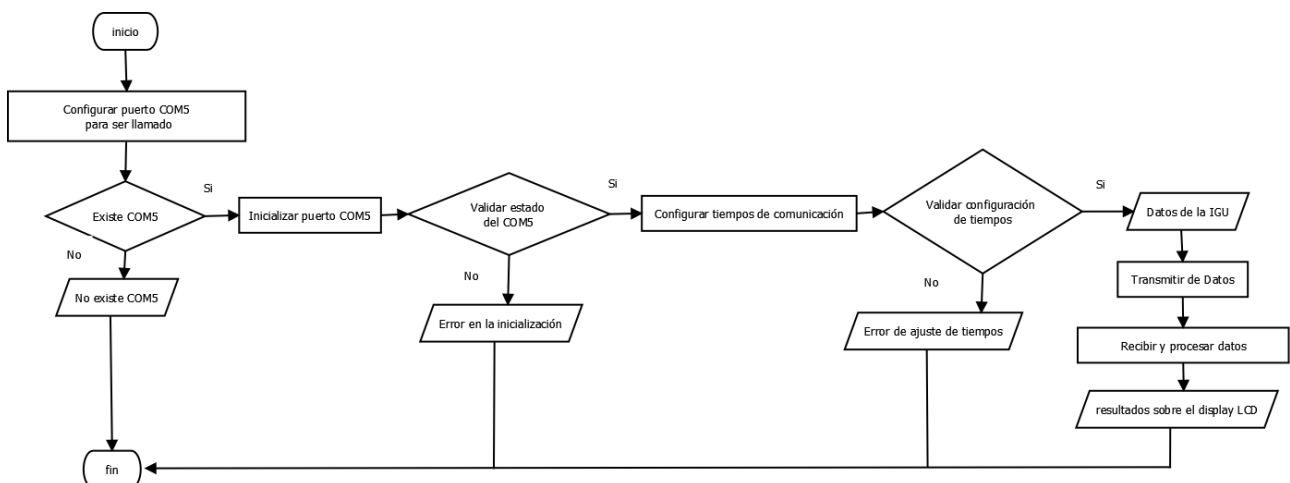 inicio
Configurar puerto COM5
para ser llamado
Existe COM5
Si
No
No existe COM5
Inicializar puerto COM5
Validar estado
del COM5
Si
No
Error en la inicialización
Configurar tiempos de comunicación
Validar configuración
de tiempos
Si
No
Error de ajuste de tiempos
Datos de la IGU
Transmitir de Datos
Recibir y procesar datos
resultados sobre el display LCD
fin